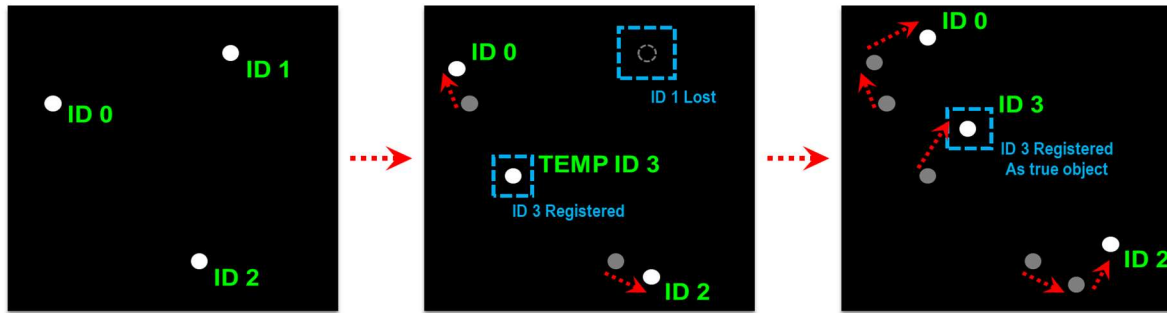 ID 0
ID 1
ID 2
ID 0
ID 1 Lost
TEMP ID 3
ID 3 Registered
ID 2
ID 0
ID 3
ID 3 Registered
As true object
ID 2